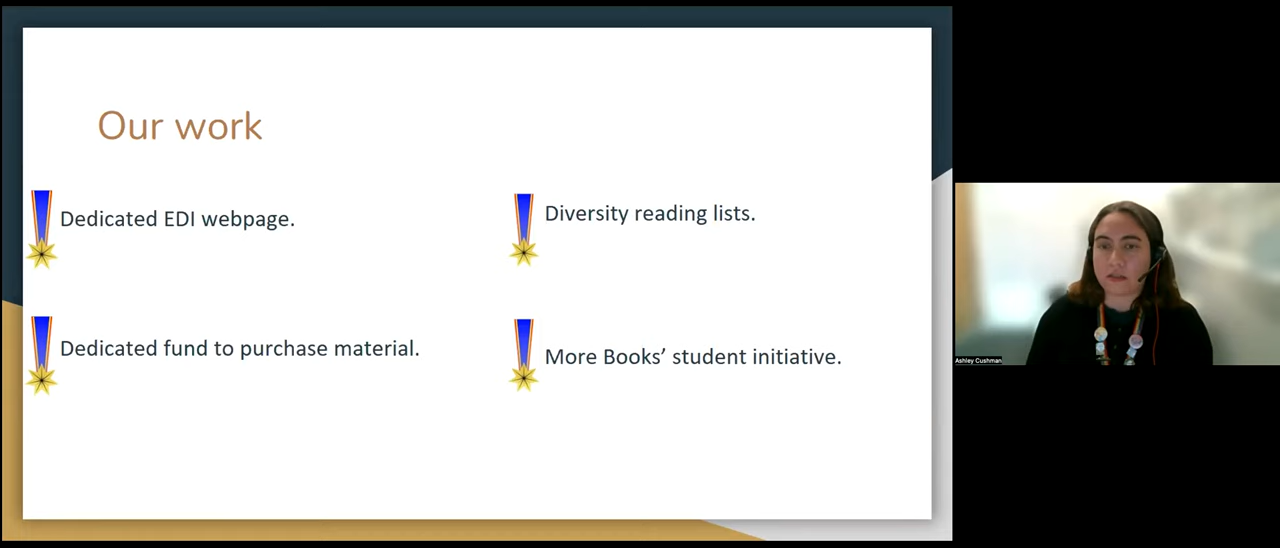 Our work
Dedicated EDI webpage.
Diversity reading lists.
Dedicated fund to purchase material.
More Books’ student initiative.
Ashley Cushman